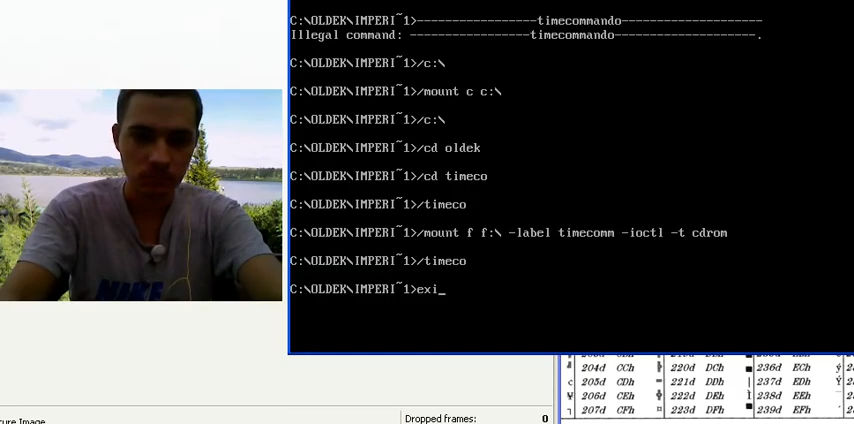 C:\OLDEK\IMPERI~1>------------------timecommando---------------------
Illegal command: ------------------timecommando---------------------.
C:\OLDEK\IMPERI~1>/c:\
C:\OLDEK\IMPERI~1>/mount c c:\
C:\OLDEK\IMPERI~1>/c:\
C:\OLDEK\IMPERI~1>/cd oldek
C:\OLDEK\IMPERI~1>/cd timeco
C:\OLDEK\IMPERI~1>/timeco
C:\OLDEK\IMPERI~1>/mount f f:\ -label timecomm -ioctl -t cdrom
C:\OLDEK\IMPERI~1>/timeco
C:\OLDEK\IMPERI~1>exi_
NIKE
204d CCh 220d DCh 236d ECh ý
205d CDh 221d DDh 237d EDh Ý
206d CEh 222d DEh 238d EEh
207d CFh 223d DFh 239d EFh
ure Image
Dropped frames: 0